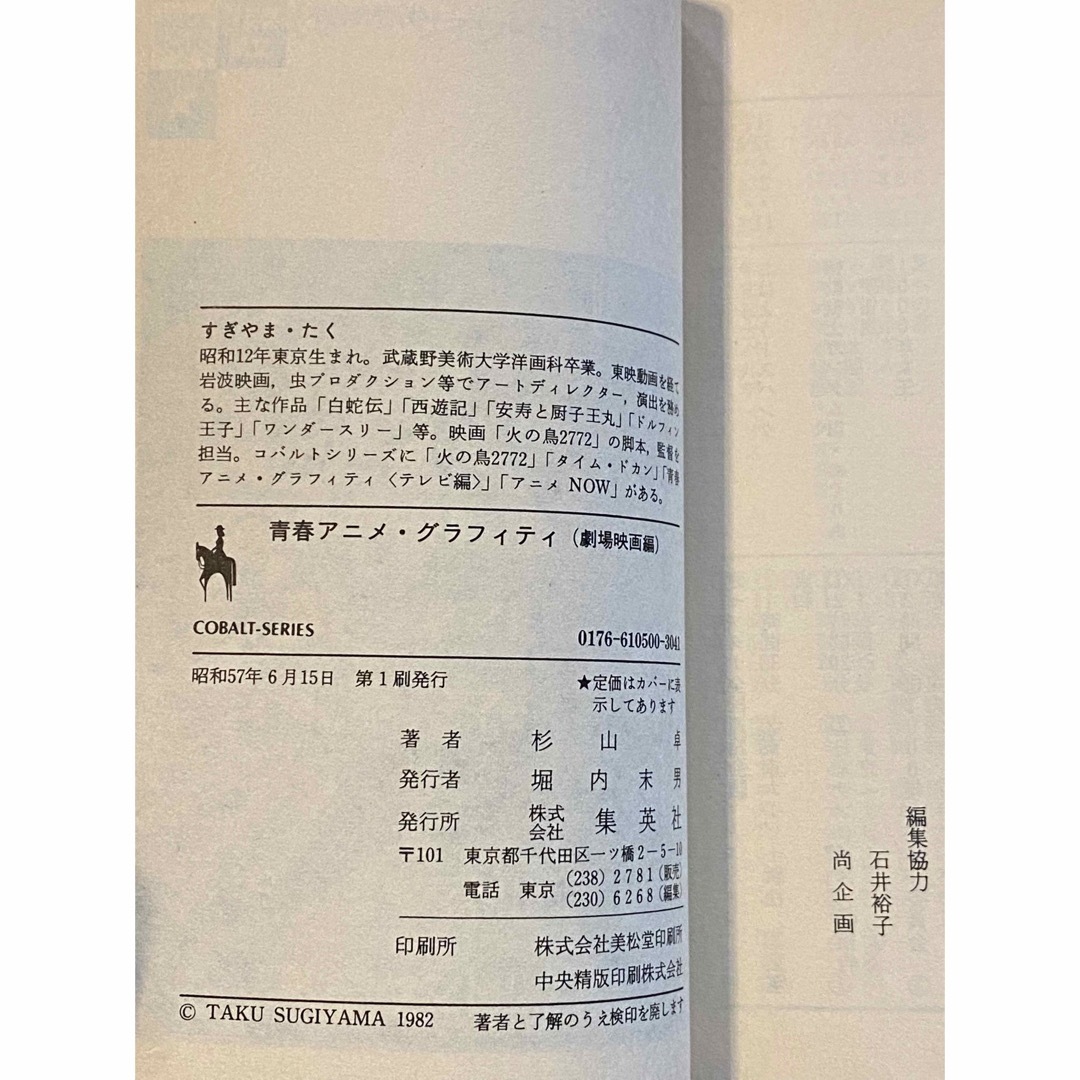 すぎやま・たく
昭和12年東京生まれ。武蔵野美術大学洋画科卒業。東映動画を経て
岩波映画，虫プロダクション等でアートディレクター，演出を務め
る。主な作品「白蛇伝」「西遊記」「安寿と厨子王丸」「ドルフィン
王子」「ワンダースリー」等。映画「火の鳥2772」の脚本，監督を
担当。コバルトシリーズに「火の鳥2772」「タイム・ドカン」「青春
アニメ・グラフィティ〈テレビ編〉」「アニメ NOW」がある。
青春アニメ・グラフィティ（劇場映画編）
COBALT-SERIES
0176-610500-3041
昭和57年6月15日　第1刷発行
★定価はカバーに表
示してあります
著者　杉山卓
発行者　堀内末男
発行所　株式会社　集英社
〒101　東京都千代田区一ツ橋2－5－10
電話　東京　(238) 2781 (販売)
(230) 6268 (編集)
印刷所　株式会社美松堂印刷所
中央精版印刷株式会社
© TAKU SUGIYAMA 1982　著者と了解のうえ検印を廃します
編集協力
石井裕子
尚企画